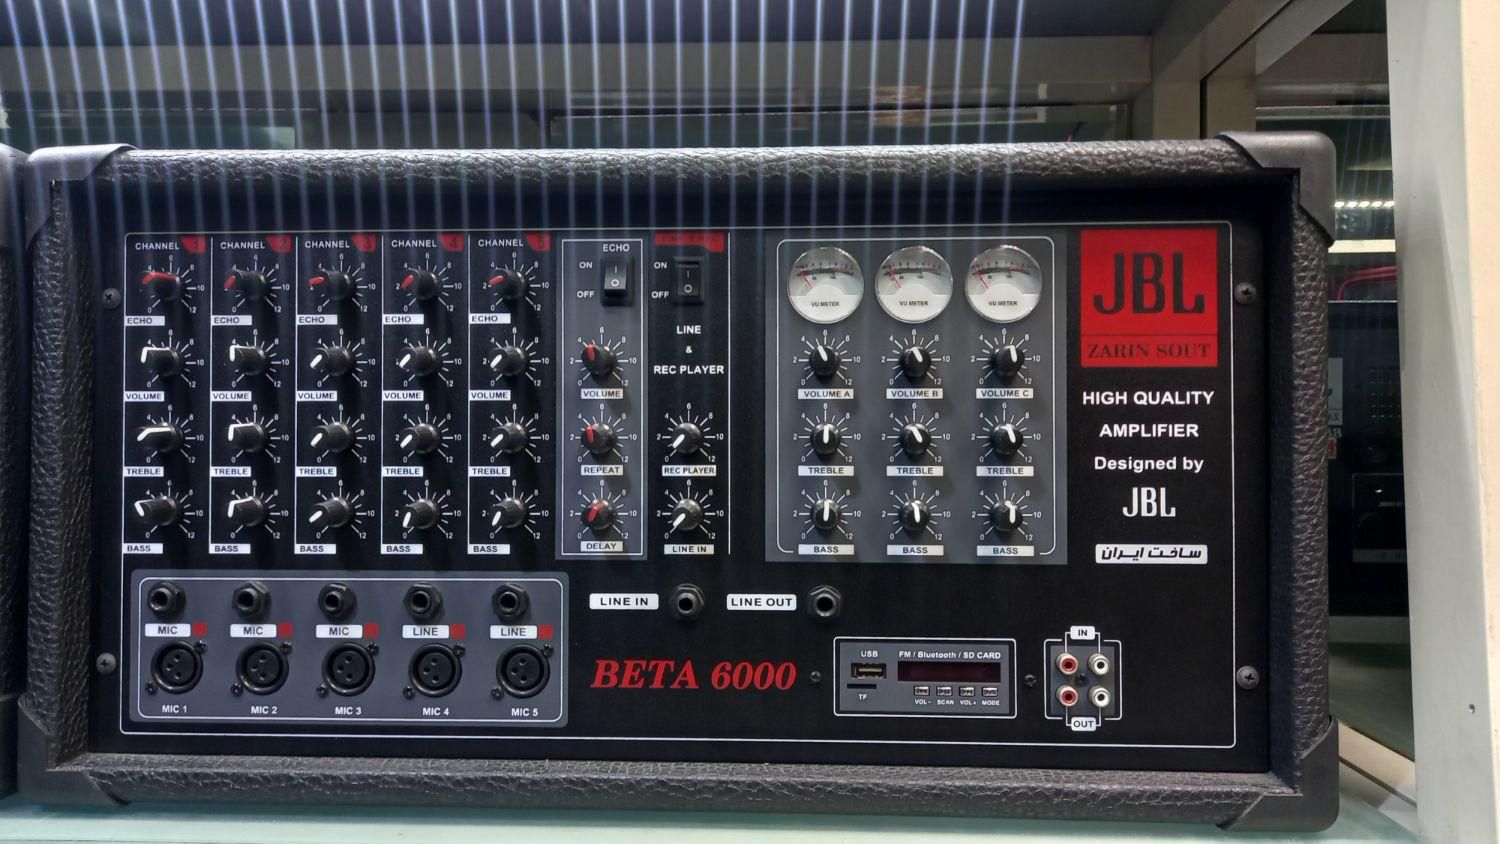 CHANNEL 1 CHANNEL 2 CHANNEL 3 CHANNEL 4 CHANNEL 5
ECHO
ON
OFF
ON
OFF
ECHO ECHO ECHO ECHO ECHO
VOLUME VOLUME VOLUME VOLUME VOLUME
TREBLE TREBLE TREBLE TREBLE TREBLE
BASS BASS BASS BASS BASS
VOLUME
REPEAT
DELAY
LINE
&
REC PLAYER
REC PLAYER
LINE IN
VU METER VU METER VU METER
VOLUME A VOLUME B VOLUME C
TREBLE TREBLE TREBLE
BASS BASS BASS
JBL
ZARIN SOUT
HIGH QUALITY
AMPLIFIER
Designed by
JBL
ساخت ایران
LINE IN LINE OUT
MIC MIC MIC LINE LINE
MIC 1 MIC 2 MIC 3 MIC 4 MIC 5
BETA 6000
USB FM / Bluetooth / SD CARD
TF
VOL- SCAN VOL+ MODE
IN
OUT